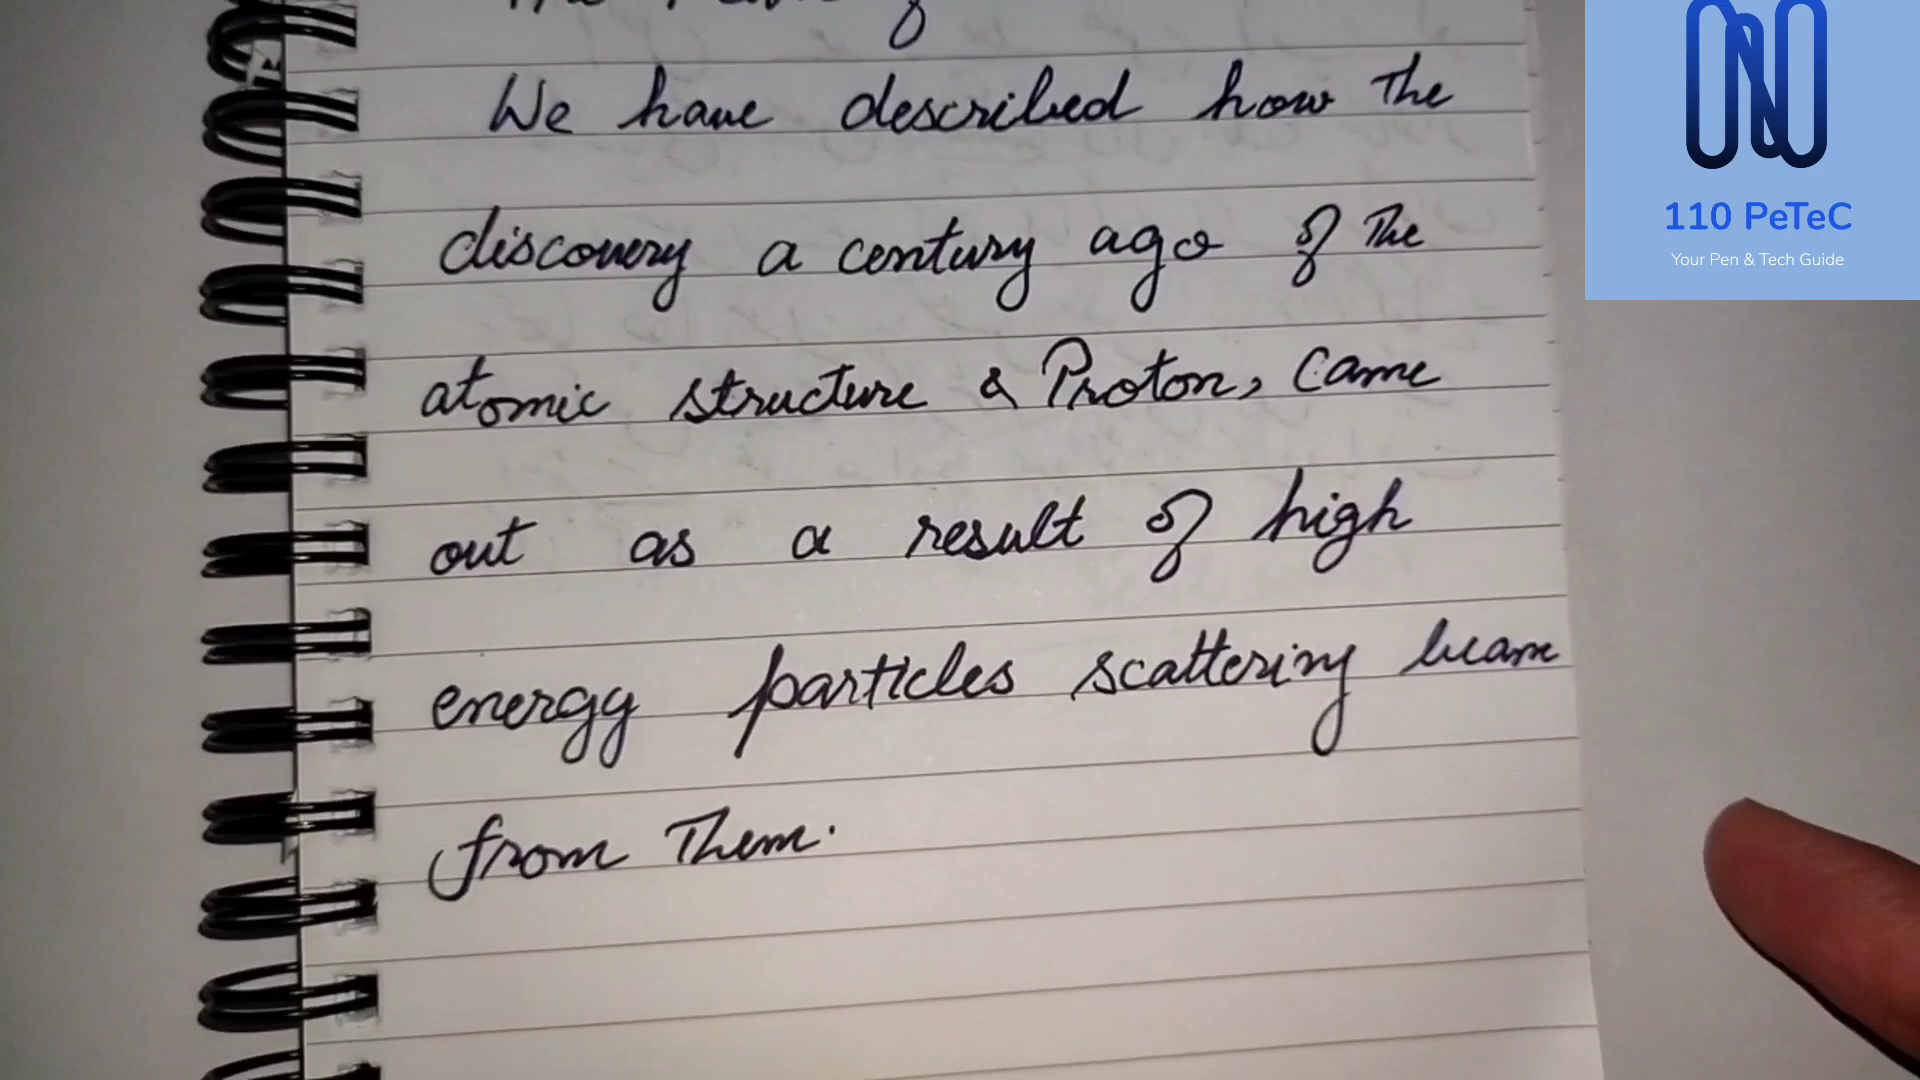 We have described how the
discovery a century ago of the
atomic structure & Proton, Came
out as a result of high
energy particles scattering beam
from Them.
110 PeTeC
Your Pen & Tech Guide